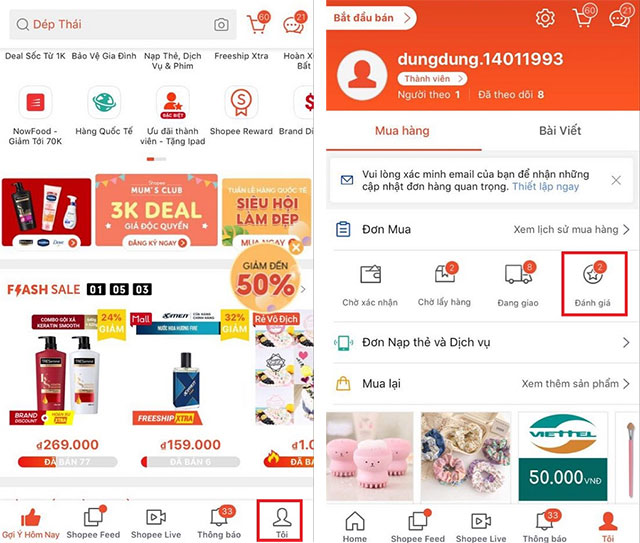 Dép Thái
60
21
Deal Sốc Từ 1K
Bảo Vệ Gia Đình
Nạp Thẻ, Dịch
Vụ & Phim
Freeship Xtra
Hoàn X
Bất
ĐẶC BIỆT
NowFood -
Giảm Tới 70K
Hàng Quốc Tế
Ưu đãi thành
viên - Tặng Ipad
Shopee Reward
Brand Di
Shopee
MUM'S CLUB
3K DEAL
GIÁ ĐỘC QUYỀN
ĐĂNG KÝ NGAY
TUẦN LỄ HÀNG QUỐC TẾ
SIÊU HỘI
LÀM ĐẸP
MUA NGAY
GIẢM ĐẾN
50%
FLASH SALE
01 05 03
COMBO GỘI XẢ
KERATIN SMOOTH
24%
GIẢM
BRAND
DISCOUNT
FREESHIP
XTRA
Mall
X-MEN
NƯỚC HOA HƯƠNG FIRE
32%
GIẢM
FREESHIP XTRA
Rẻ Vô Địch
₫269.000
ĐÃ BÁN 77
₫159.000
ĐÃ BÁN 6
₫1.0
ĐÃ
Gợi Ý Hôm Nay
Shopee Feed
Shopee Live
33
Thông báo
Tôi
Bắt đầu bán
60
21
dungdung.14011993
Thành viên
Người theo 1
Đã theo dõi 8
Mua hàng
Bài Viết
Vui lòng xác minh email của bạn để nhận những
cập nhật đơn hàng quan trọng. Thiết lập ngay
Đơn Mua
Xem lịch sử mua hàng
2
8
2
Chờ xác nhận
Chờ lấy hàng
Đang giao
Đánh giá
Đơn Nạp thẻ và Dịch vụ
Mua lại
Xem thêm sản phẩm
VIETTEL
50.000VNĐ
Home
Shopee Feed
Shopee Live
33
Thông báo
Tôi